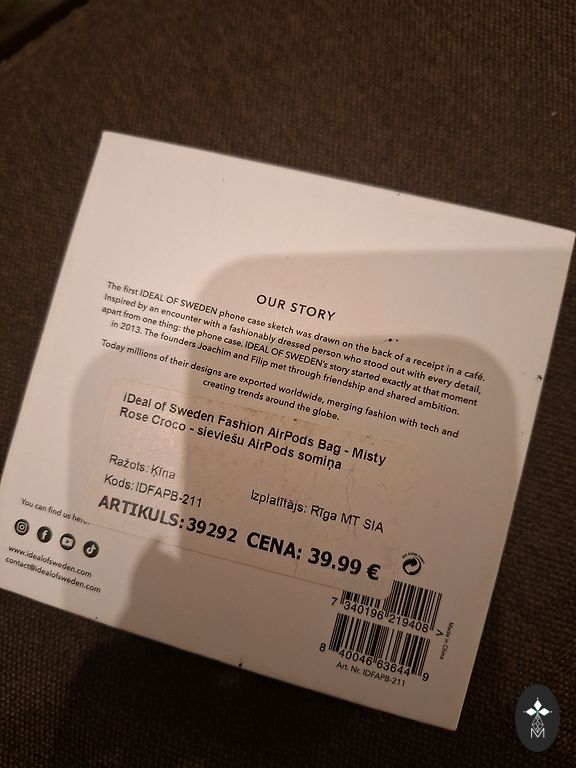 OUR STORY
The first IDEAL OF SWEDEN phone case sketch was drawn on the back of a receipt in a café.
Inspired by an encounter with a fashionably dressed person who stood out with every detail,
apart from one thing: the phone case. IDEAL OF SWEDEN's story started exactly at that moment
in 2013. The founders Joachim and Filip met through friendship and shared ambition.
Today millions of their designs are exported worldwide, merging fashion with tech and
creating trends around the globe.
iDeal of Sweden Fashion AirPods Bag - Misty
Rose Croco - sieviešu AirPods somiņa
Ražots: Ķīna
Kods: IDFAPB-211
Izplatītājs: Rīga MT SIA
ARTIKULS: 39292 CENA: 39.99 €
You can find us here:
www.idealofsweden.com
contact@idealofsweden.com
7 340196 219408
Made in China
8 40046 63644 9
Art. Nr. IDFAPB-211
M